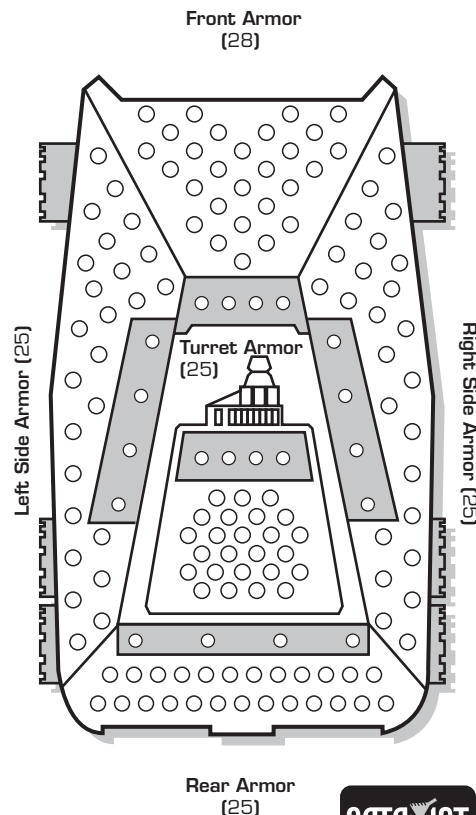 Front Armor
(28)
Turret Armor
(25)
Left Side Armor (25)
Right Side Armor (25)
Rear Armor
(25)